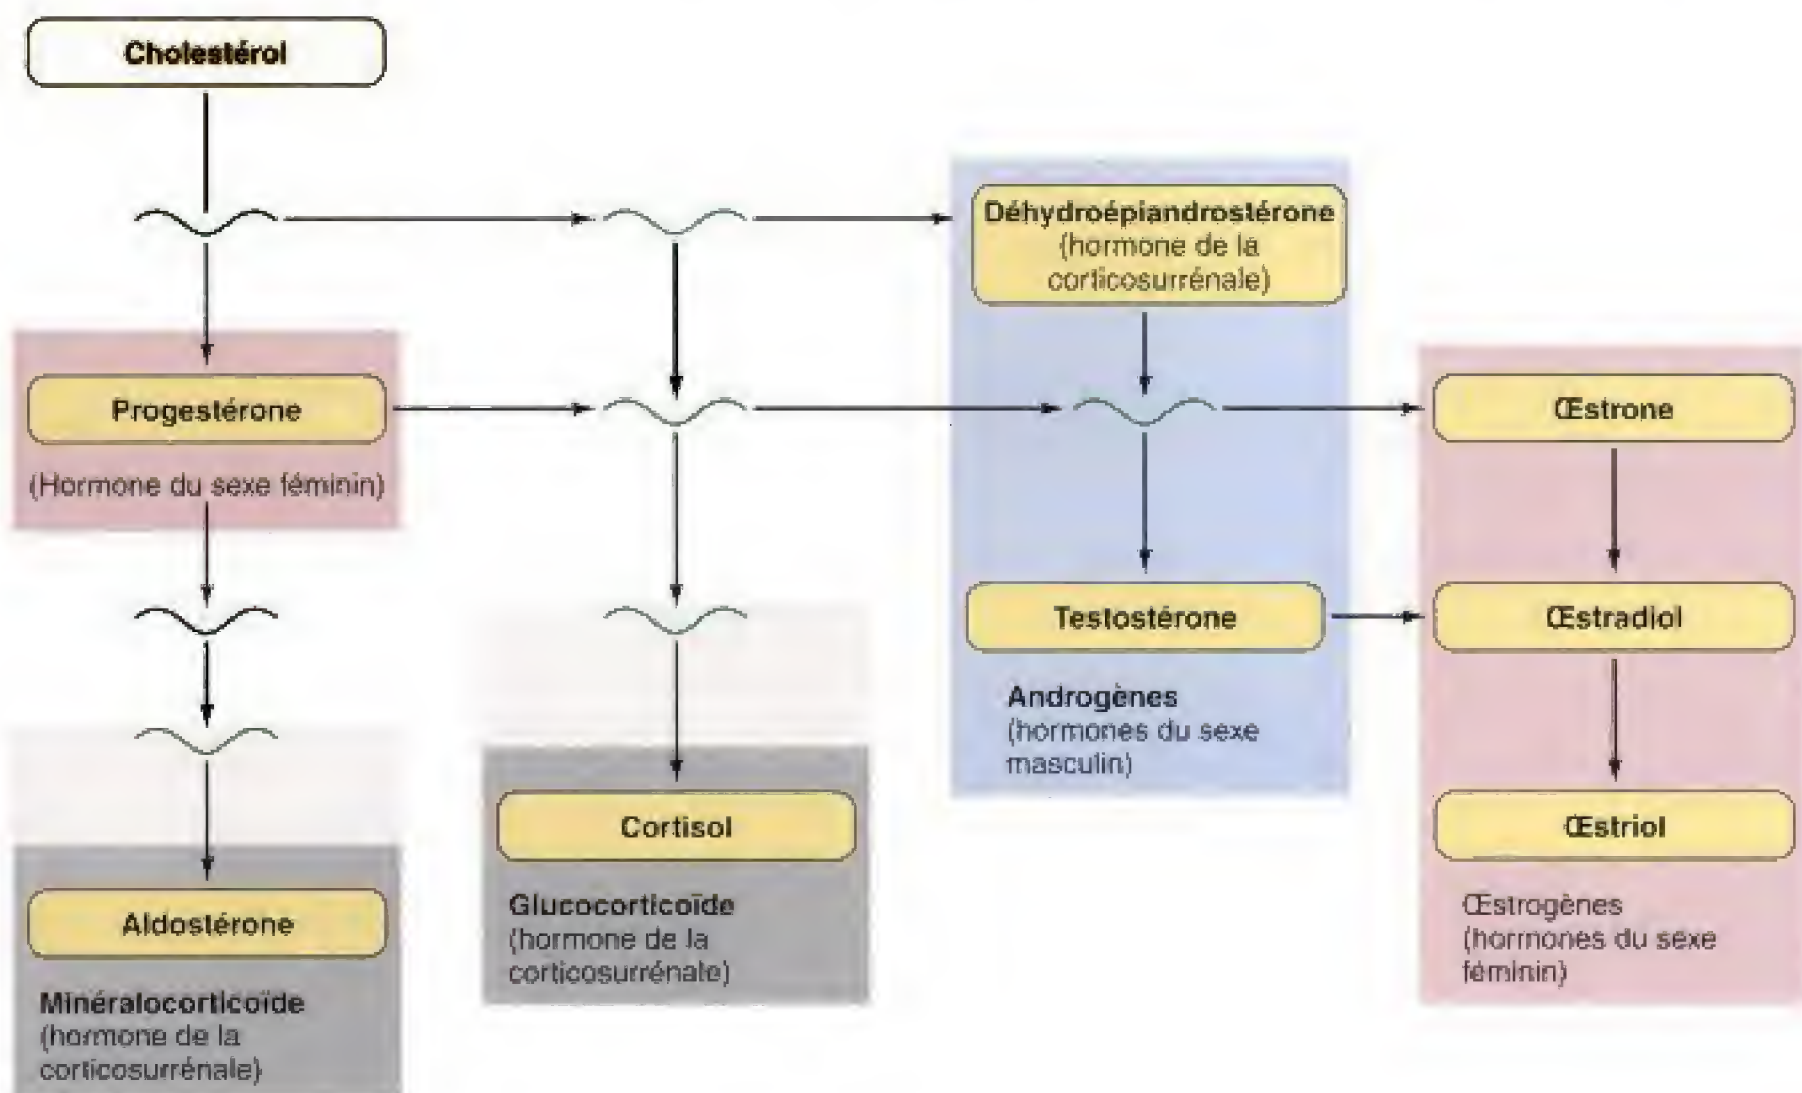 Cholestérol
Déhydroépiandrostérone
(hormone de la
corticosurrénale)
Progestérone
(Hormone du sexe féminin)
Œstrone
Testostérone
Œstradiol
Androgènes
(hormones du sexe
masculin)
Cortisol
Glucocorticoïde
(hormone de la
corticosurrénale)
Œstriol
Œstrogènes
(hormones du sexe
féminin)
Aldostérone
Minéralocorticoïde
(hormone de la
corticosurrénale)